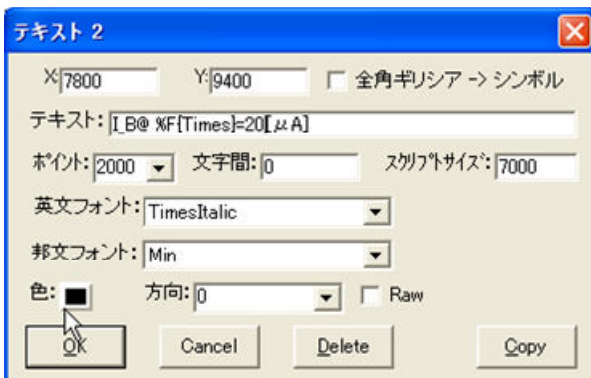 テキスト 2
X: 7800 Y: 9400 全角ギリシア -> シンボル
テキスト: I_B@ %F{Times}=20[μA]
ポイント: 2000 文字間: 0 スクリプトサイズ: 7000
英文フォント: TimesItalic
邦文フォント: Min
色: 方向: 0 Raw
OK Cancel Delete Copy